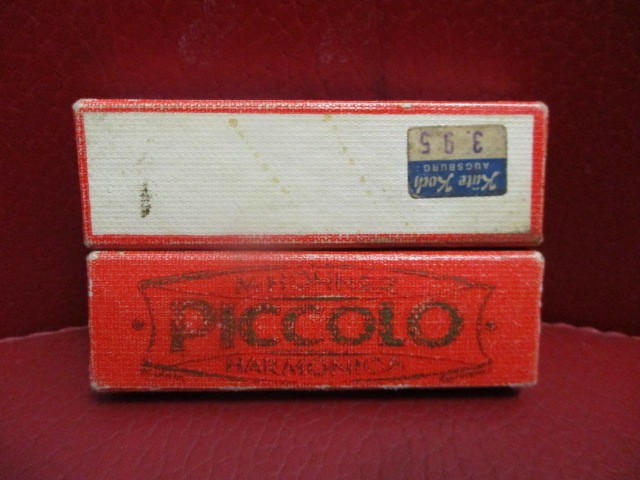 3.95
Käte Koch
AUGSBURG
M. HOHNER
PICCOLO
HARMONICA